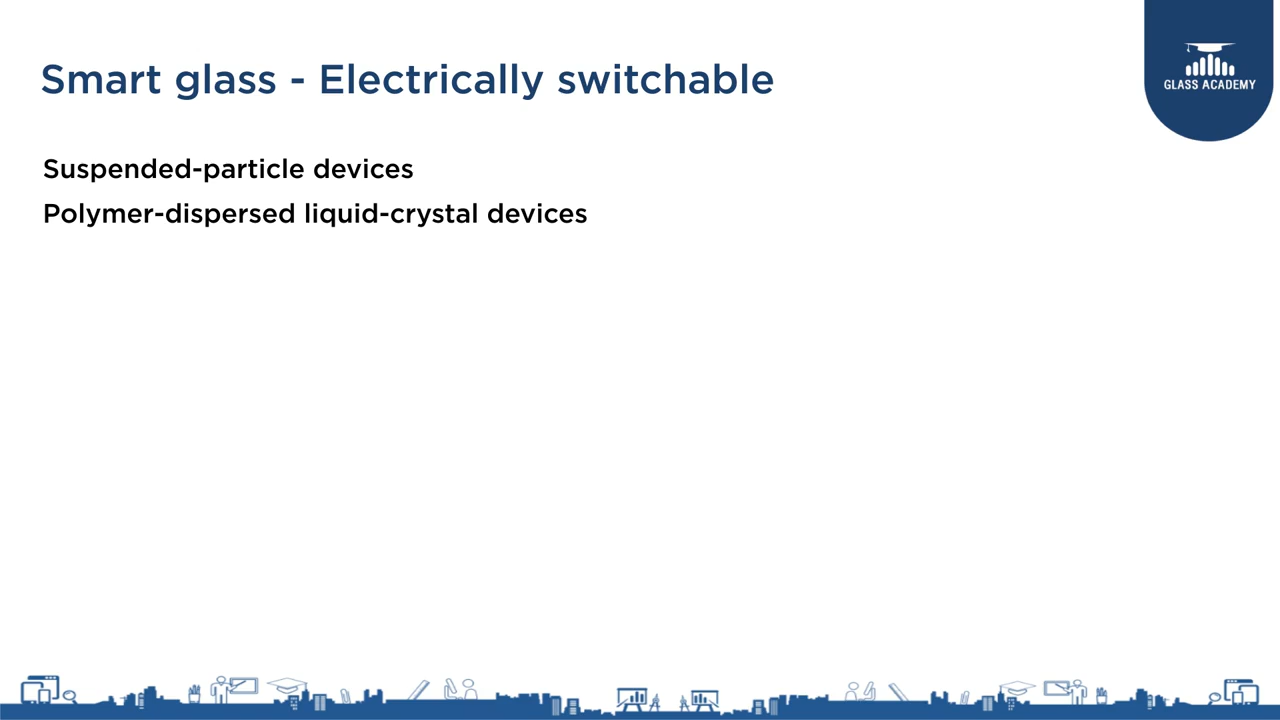 Smart glass - Electrically switchable
GLASS ACADEMY
Suspended-particle devices
Polymer-dispersed liquid-crystal devices